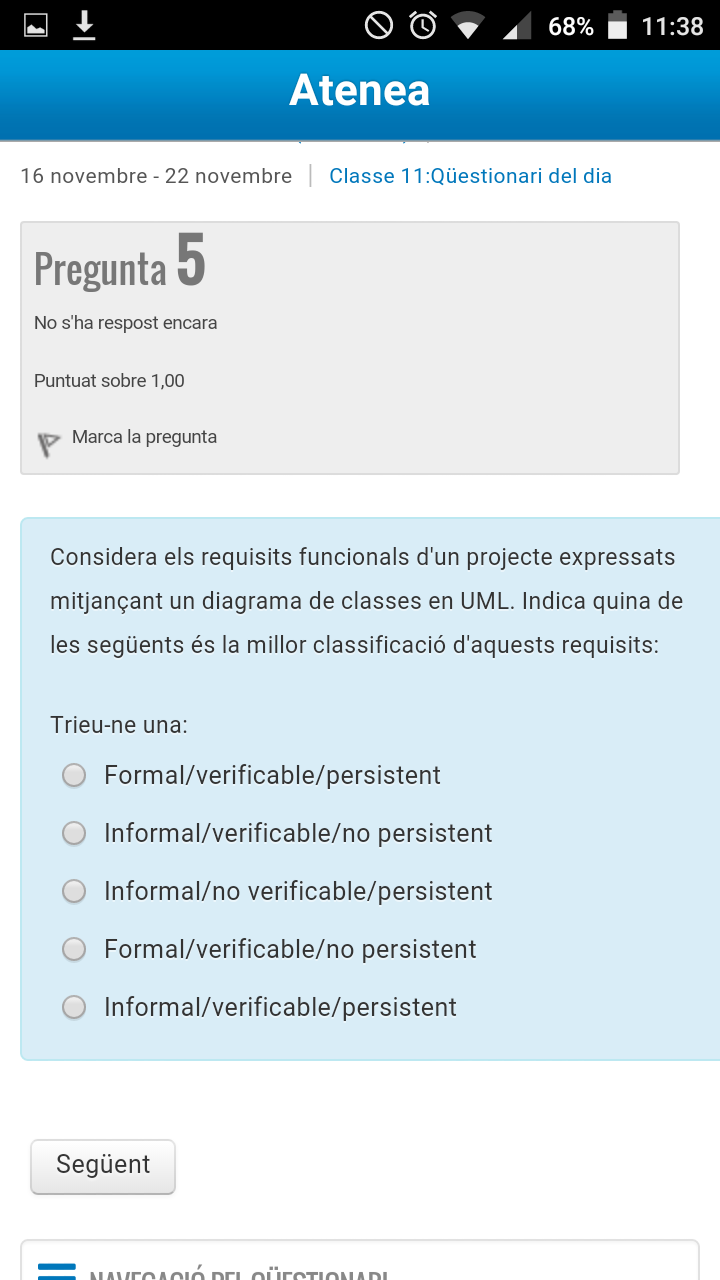 68% 11:38
Atenea
16 novembre - 22 novembre | Classe 11:Qüestionari del dia
Pregunta 5
No s'ha respost encara
Puntuat sobre 1,00
Marca la pregunta
Considera els requisits funcionals d'un projecte expressats
mitjançant un diagrama de classes en UML. Indica quina de
les següents és la millor classificació d'aquests requisits:
Trieu-ne una:
Formal/verificable/persistent
Informal/verificable/no persistent
Informal/no verificable/persistent
Formal/verificable/no persistent
Informal/verificable/persistent
Següent
NAVEGACIÓ DEL QÜESTIONARI